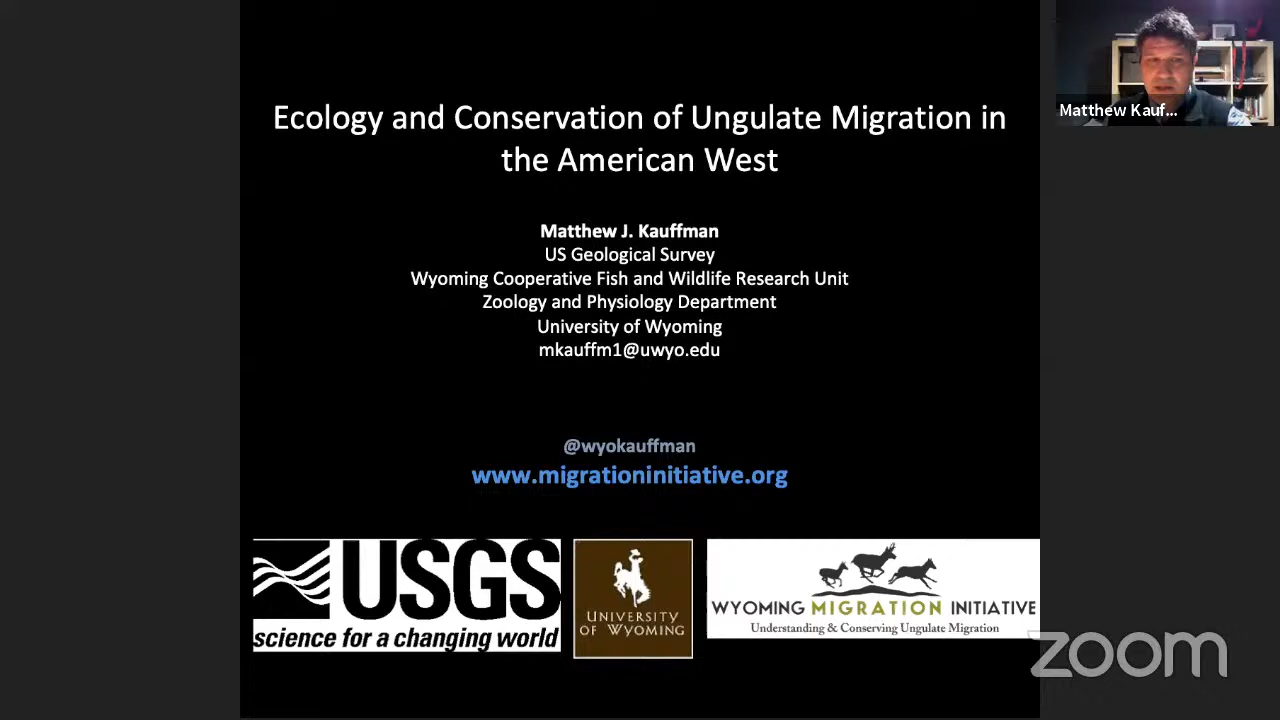 Ecology and Conservation of Ungulate Migration in
the American West
Matthew J. Kauffman
US Geological Survey
Wyoming Cooperative Fish and Wildlife Research Unit
Zoology and Physiology Department
University of Wyoming
mkauffm1@uwyo.edu
@wyokauffman
www.migrationinitiative.org
USGS
science for a changing world
UNIVERSITY
OF WYOMING
WYOMING MIGRATION INITIATIVE
Understanding & Conserving Ungulate Migration
Matthew Kauf...
zoom